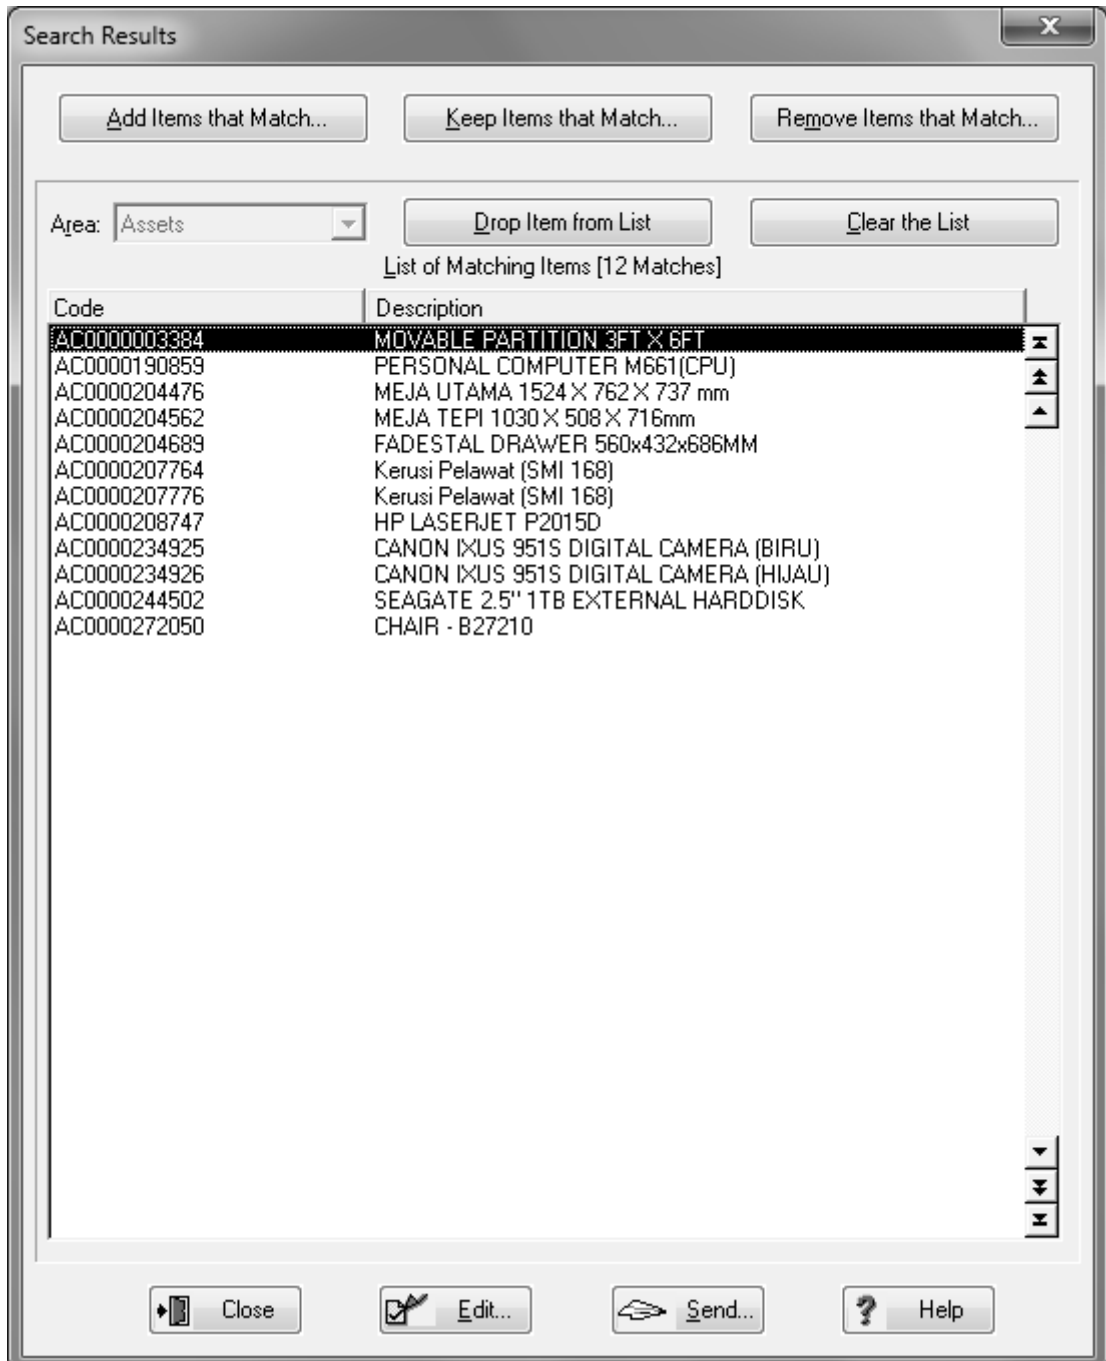 Search Results
X
Add Items that Match...
Keep Items that Match...
Remove Items that Match...
Area: Assets
Drop Item from List
Clear the List
List of Matching Items [12 Matches]
Code Description
AC0000003384 MOVABLE PARTITION 3FT X 6FT
AC0000190859 PERSONAL COMPUTER M661(CPU)
AC0000204476 MEJA UTAMA 1524 X 762 X 737 mm
AC0000204562 MEJA TEPI 1030 X 508 X 716mm
AC0000204689 FADESTAL DRAWER 560x432x686MM
AC0000207764 Kerusi Pelawat (SMI 168)
AC0000207776 Kerusi Pelawat (SMI 168)
AC0000208747 HP LASERJET P2015D
AC0000234925 CANON IXUS 951S DIGITAL CAMERA (BIRU)
AC0000234926 CANON IXUS 951S DIGITAL CAMERA (HIJAU)
AC0000244502 SEAGATE 2.5" 1TB EXTERNAL HARDDISK
AC0000272050 CHAIR - B27210
Close
Edit...
Send...
? Help